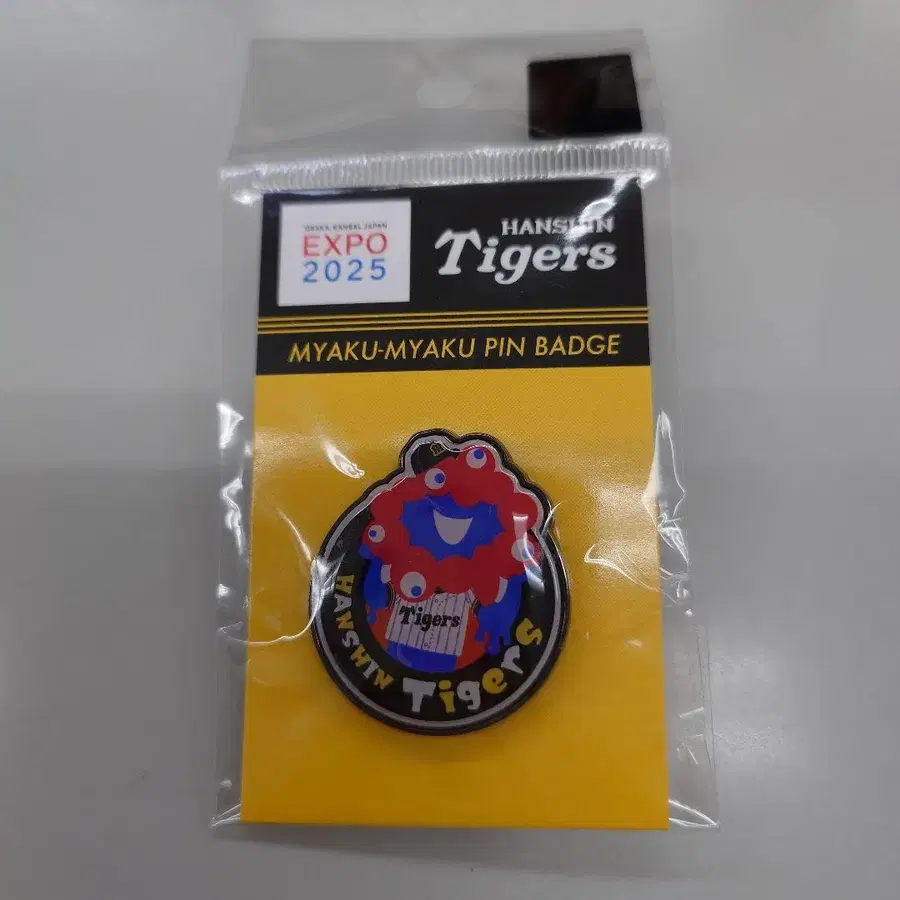 OSAKA, KANSAI, JAPAN
EXPO
2025
HANSHIN
Tigers
MYAKU-MYAKU PIN BADGE
Tigers
HANSHIN Tigers